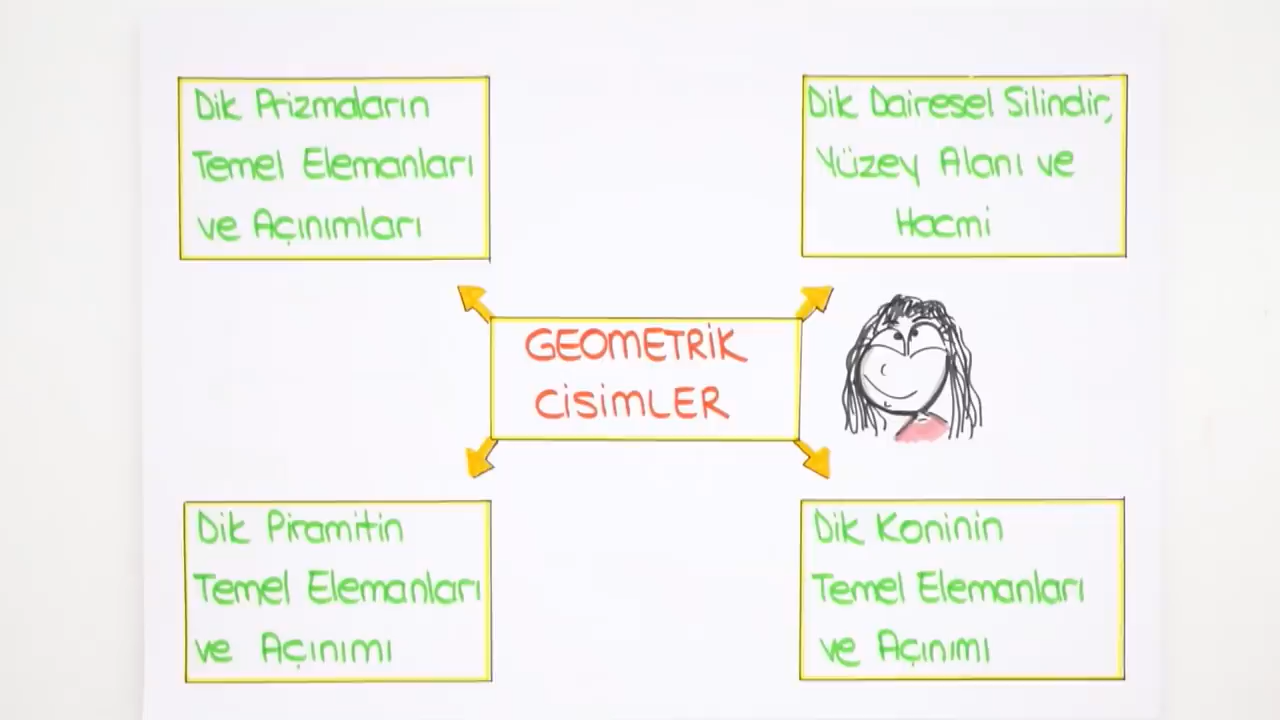 Dik Prizmaların
Temel Elemanları
ve Açınımları
Dik Dairesel Silindir,
Yüzey Alanı ve
Hacmi
GEOMETRİK
CİSİMLER
Dik Piramitin
Temel Elemanları
ve Açınımı
Dik Koninin
Temel Elemanları
ve Açınımı